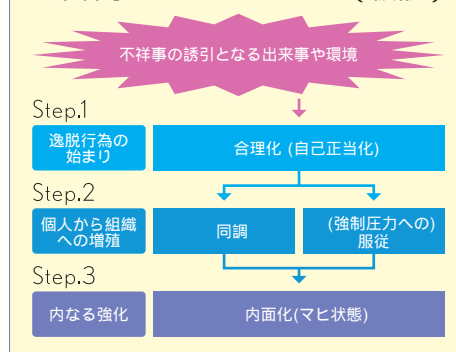 不祥事の誘引となる出来事や環境
Step.1
逸脱行為の
始まり
合理化 (自己正当化)
Step.2
個人から組織
への増殖
同調
(強制圧力への)
服従
Step.3
内なる強化
内面化(マヒ状態)